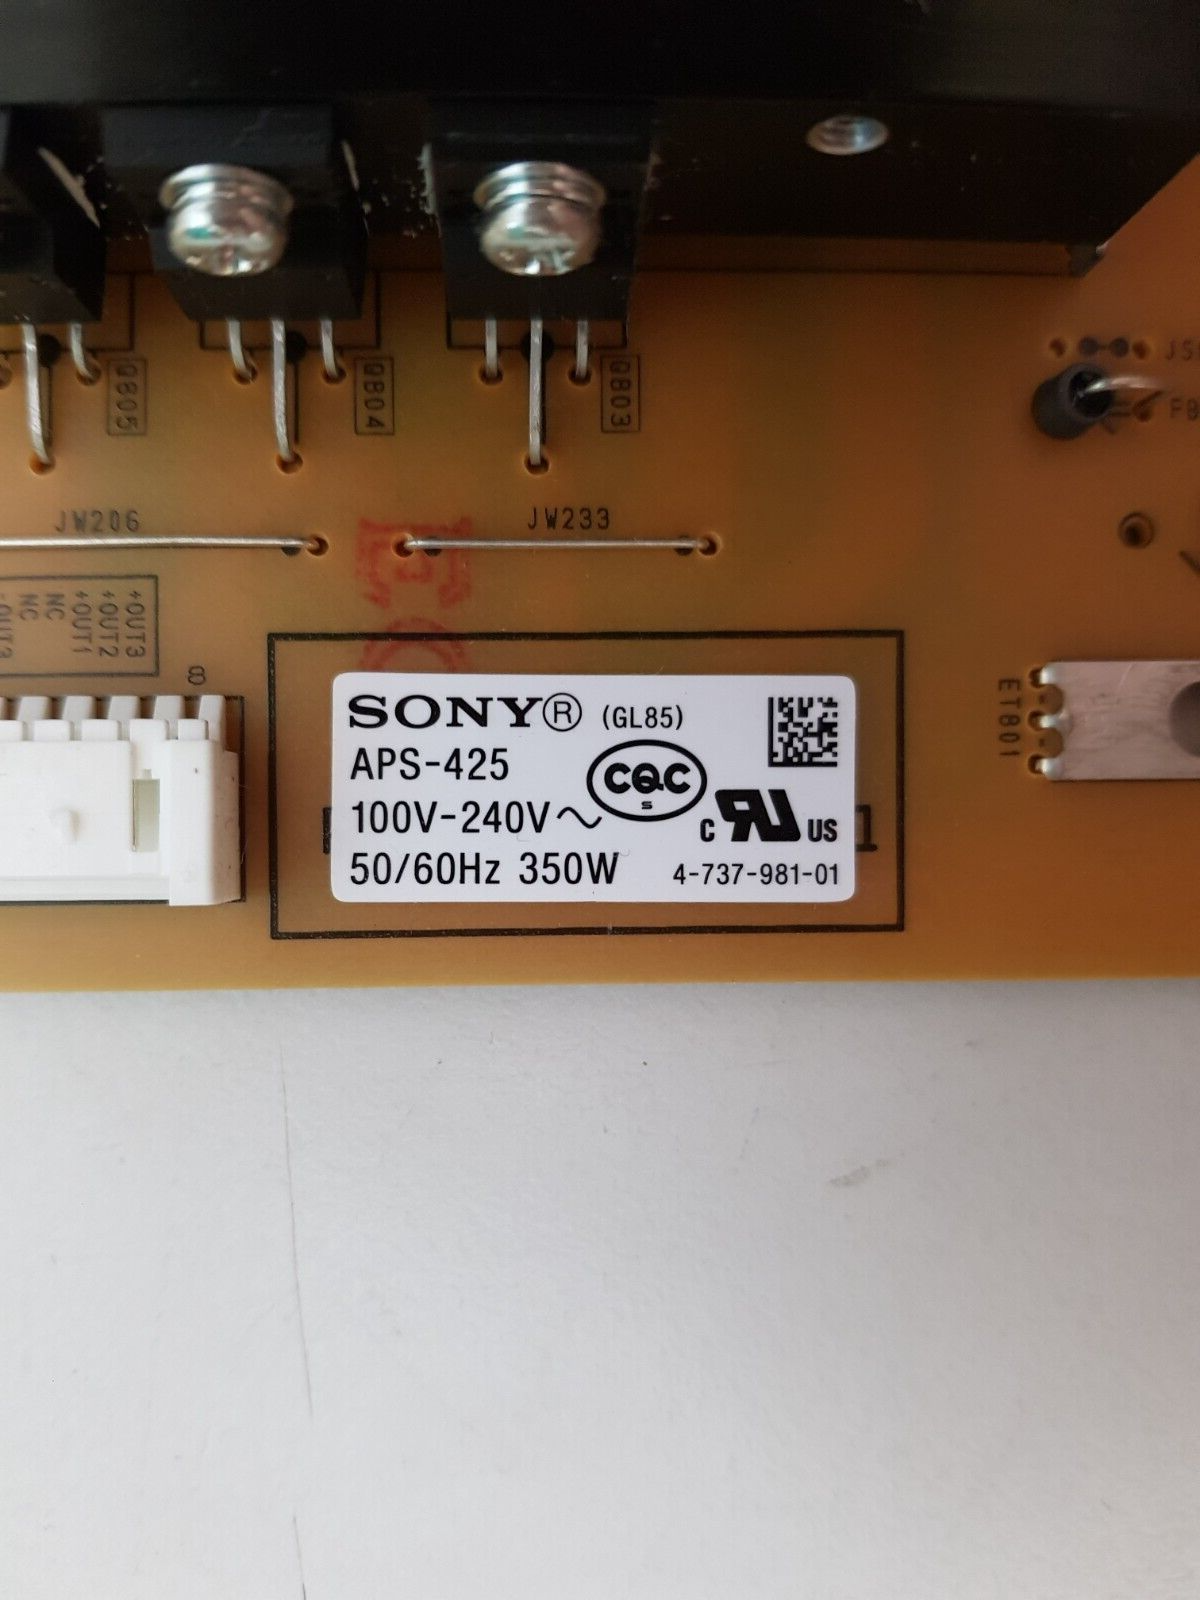 Q805
Q804
Q803
JW206
JW233
+OUT3
+OUT2
+OUT1
NC
NC
8
ET801
SONY® (GL85)
APS-425
CQC
S
100V-240V~
C US
50/60Hz 350W
4-737-981-01
1